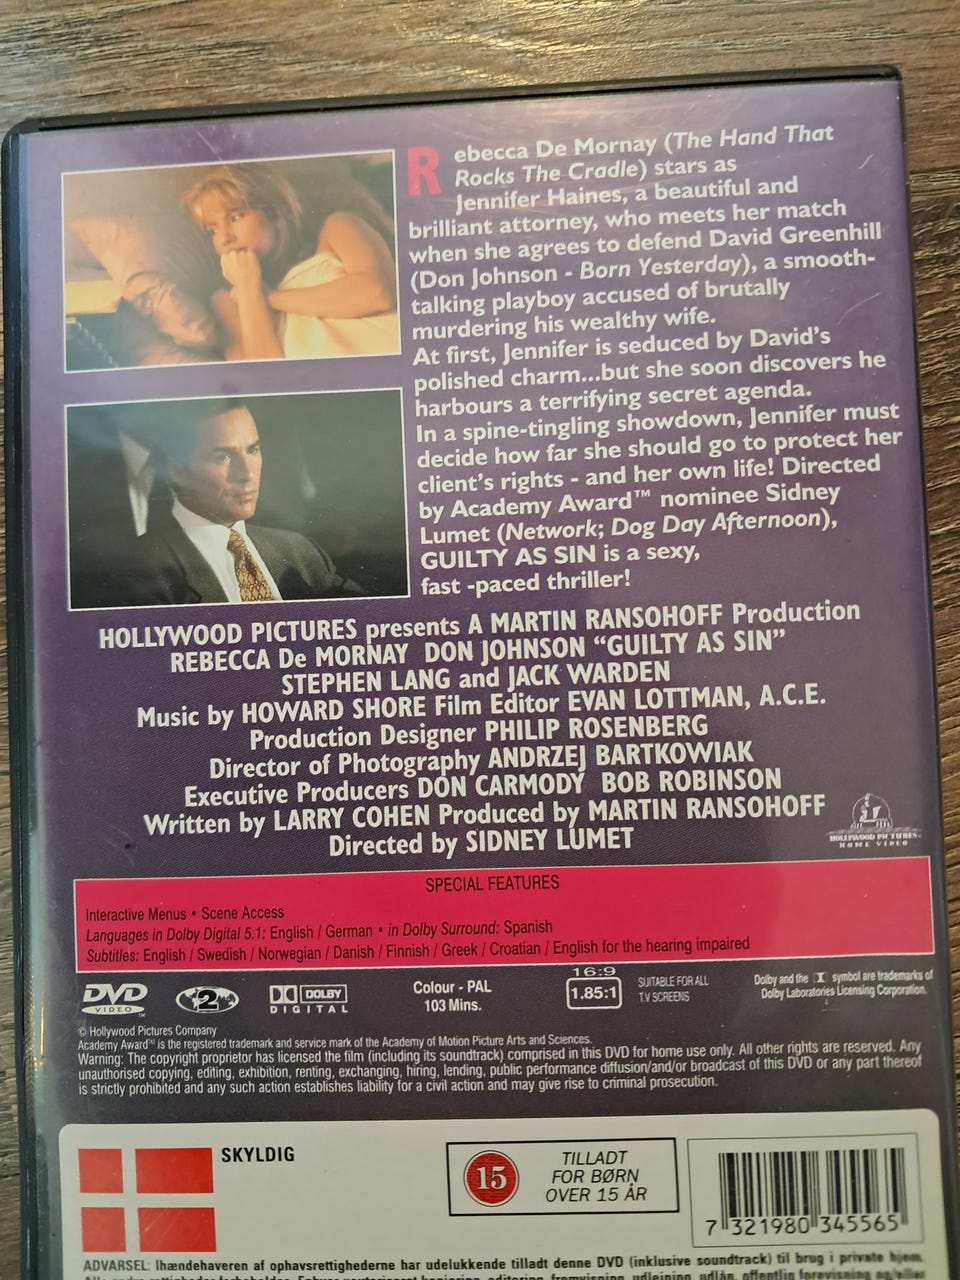 Rebecca De Mornay (The Hand That
Rocks The Cradle) stars as
Jennifer Haines, a beautiful and
brilliant attorney, who meets her match
when she agrees to defend David Greenhill
(Don Johnson - Born Yesterday), a smooth-
talking playboy accused of brutally
murdering his wealthy wife.
At first, Jennifer is seduced by David's
polished charm...but she soon discovers he
harbours a terrifying secret agenda.
In a spine-tingling showdown, Jennifer must
decide how far she should go to protect her
client's rights - and her own life! Directed
by Academy Award™ nominee Sidney
Lumet (Network; Dog Day Afternoon),
GUILTY AS SIN is a sexy,
fast -paced thriller!
HOLLYWOOD PICTURES presents A MARTIN RANSOHOFF Production
REBECCA De MORNAY DON JOHNSON "GUILTY AS SIN"
STEPHEN LANG and JACK WARDEN
Music by HOWARD SHORE Film Editor EVAN LOTTMAN, A.C.E.
Production Designer PHILIP ROSENBERG
Director of Photography ANDRZEJ BARTKOWIAK
Executive Producers DON CARMODY BOB ROBINSON
Written by LARRY COHEN Produced by MARTIN RANSOHOFF
Directed by SIDNEY LUMET
HOLLYWOOD PICTURES
HOME VIDEO
SPECIAL FEATURES
Interactive Menus • Scene Access
Languages in Dolby Digital 5.1: English / German • in Dolby Surround: Spanish
Subtitles: English / Swedish / Norwegian / Danish / Finnish / Greek / Croatian / English for the hearing impaired
DVD
VIDEO
TM
2
DOLBY
DIGITAL
Colour - PAL
103 Mins.
16:9
1.85:1
SUITABLE FOR ALL
T.V SCREENS
Dolby and the symbol are trademarks of
Dolby Laboratories Licensing Corporation.
© Hollywood Pictures Company
Academy Award™ is the registered trademark and service mark of the Academy of Motion Picture Arts and Sciences.
Warning: The copyright proprietor has licensed the film (including its soundtrack) comprised in this DVD for home use only. All other rights are reserved. Any
unauthorised copying, editing, exhibition, renting, exchanging, hiring, lending, public performance diffusion/and/or broadcast of this DVD or any part thereof
is strictly prohibited and any such action establishes liability for a civil action and may give rise to criminal prosecution.
SKYLDIG
15
TILLADT
FOR BØRN
OVER 15 ÅR
7 321980 345565
ADVARSEL: Ihændehaveren af ophavsrettighederne har udelukkende tilladt denne DVD (inklusive soundtrack) til brug i private hjem.